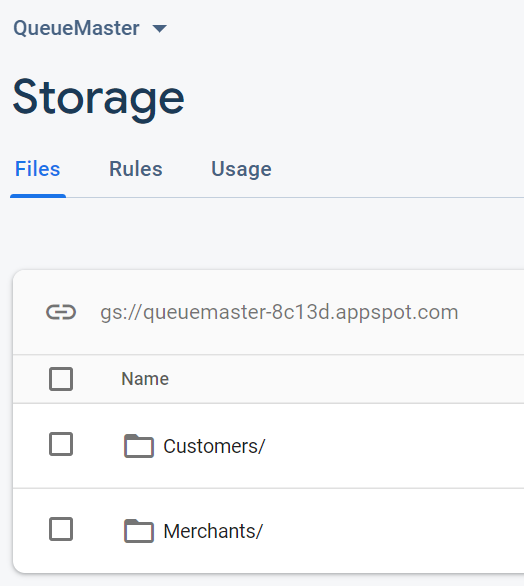 QueueMaster
Storage
Files Rules Usage
gs://queuemaster-8c13d.appspot.com
Name
Customers/
Merchants/